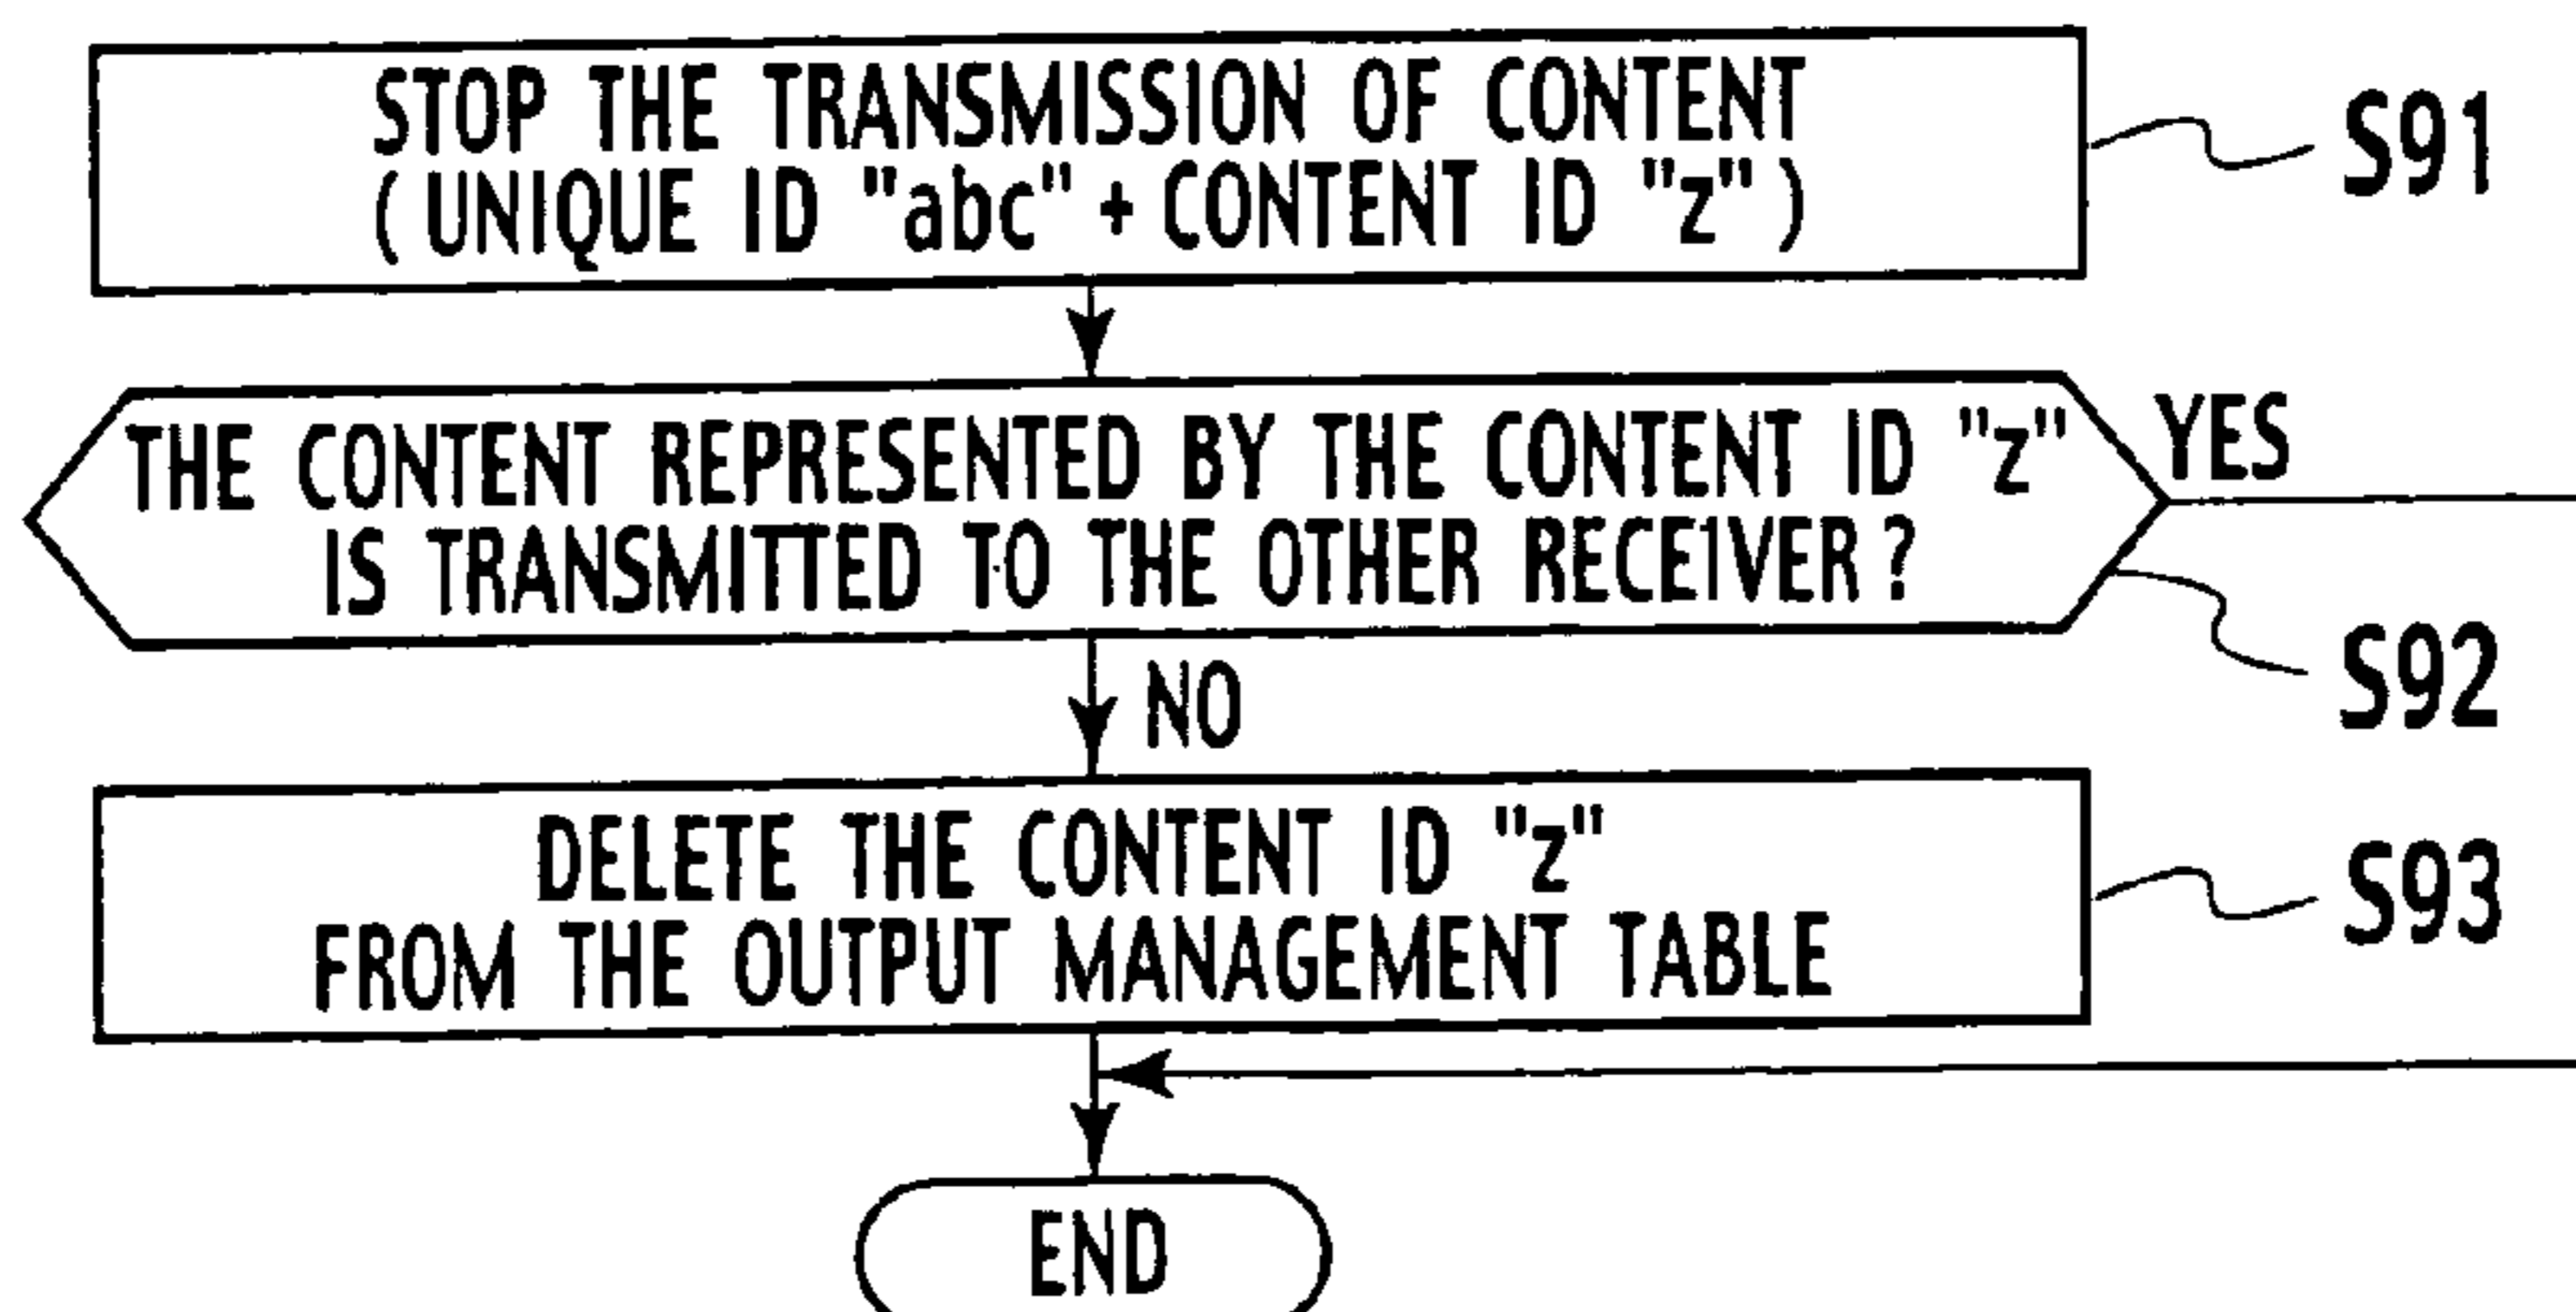 STOP THE TRANSMISSION OF CONTENT
( UNIQUE ID "abc" + CONTENT ID "z" )
S91
THE CONTENT REPRESENTED BY THE CONTENT ID "z"
IS TRANSMITTED TO THE OTHER RECEIVER ?
YES
S92
NO
DELETE THE CONTENT ID "z"
FROM THE OUTPUT MANAGEMENT TABLE
S93
END